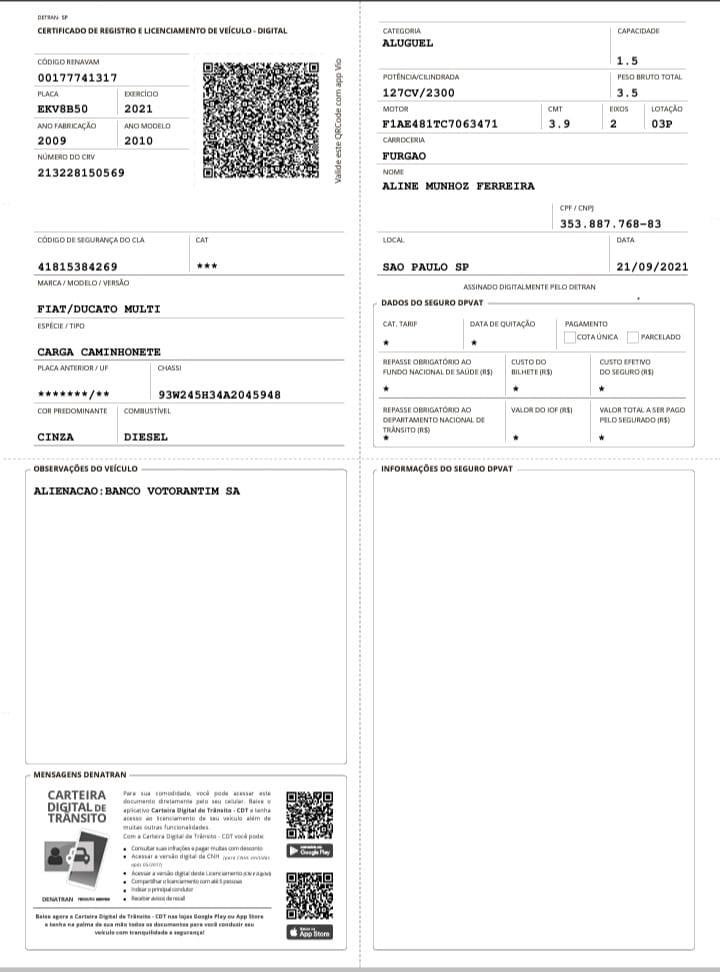 DETRAN- SP
CERTIFICADO DE REGISTRO E LICENCIAMENTO DE VEÍCULO - DIGITAL
CÓDIGO RENAVAM
00177741317
PLACA EXERCÍCIO
EKV8B50 2021
ANO FABRICAÇÃO ANO MODELO
2009 2010
NÚMERO DO CRV
213228150569
Valide este QRCode com app Vio
CÓDIGO DE SEGURANÇA DO CLA CAT
41815384269 ***
MARCA / MODELO / VERSÃO
FIAT/DUCATO MULTI
ESPÉCIE / TIPO
CARGA CAMINHONETE
PLACA ANTERIOR / UF CHASSI
*******/** 93W245H34A2045948
COR PREDOMINANTE COMBUSTÍVEL
CINZA DIESEL
CATEGORIA CAPACIDADE
ALUGUEL
1.5
POTÊNCIA/CILINDRADA PESO BRUTO TOTAL
127CV/2300 3.5
MOTOR CMT EIXOS LOTAÇÃO
F1AE481TC7063471 3.9 2 03P
CARROCERIA
FURGAO
NOME
ALINE MUNHOZ FERREIRA
CPF / CNPJ
353.887.768-83
LOCAL DATA
SAO PAULO SP 21/09/2021
ASSINADO DIGITALMENTE PELO DETRAN
DADOS DO SEGURO DPVAT
CAT. TARIF DATA DE QUITAÇÃO PAGAMENTO
* * COTA ÚNICA PARCELADO
REPASSE OBRIGATÓRIO AO CUSTO DO CUSTO EFETIVO
FUNDO NACIONAL DE SAÚDE (R$) BILHETE (R$) DO SEGURO (R$)
* * *
REPASSE OBRIGATÓRIO AO VALOR DO IOF (R$) VALOR TOTAL A SER PAGO
DEPARTAMENTO NACIONAL DE PELO SEGURADO (R$)
TRÂNSITO (R$)
* * *
OBSERVAÇÕES DO VEÍCULO
ALIENACAO:BANCO VOTORANTIM SA
INFORMAÇÕES DO SEGURO DPVAT
MENSAGENS DENATRAN
CARTEIRA
DIGITAL DE
TRÂNSITO
DENATRAN
Para sua comodidade, você pode acessar este
documento diretamente pelo seu celular. Baixe o
aplicativo Carteira Digital de Trânsito - CDT e tenha
acesso ao licenciamento de seu veículo além de
muitas outras funcionalidades.
Com a Carteira Digital de Trânsito - CDT você pode:
• Consultar suas infrações e pagar multas com desconto
• Acessar a versão digital da CNH
• Acessar a versão digital deste Licenciamento
• Compartilhar o licenciamento com até 5 pessoas
• Indicar o principal condutor
• Receber avisos de recall
Google Play
App Store
Baixe agora a Carteira Digital de Trânsito - CDT nas lojas Google Play ou App Store
e tenha na palma de sua mão todos os documentos para você conduzir seu
veículo com tranquilidade e segurança!